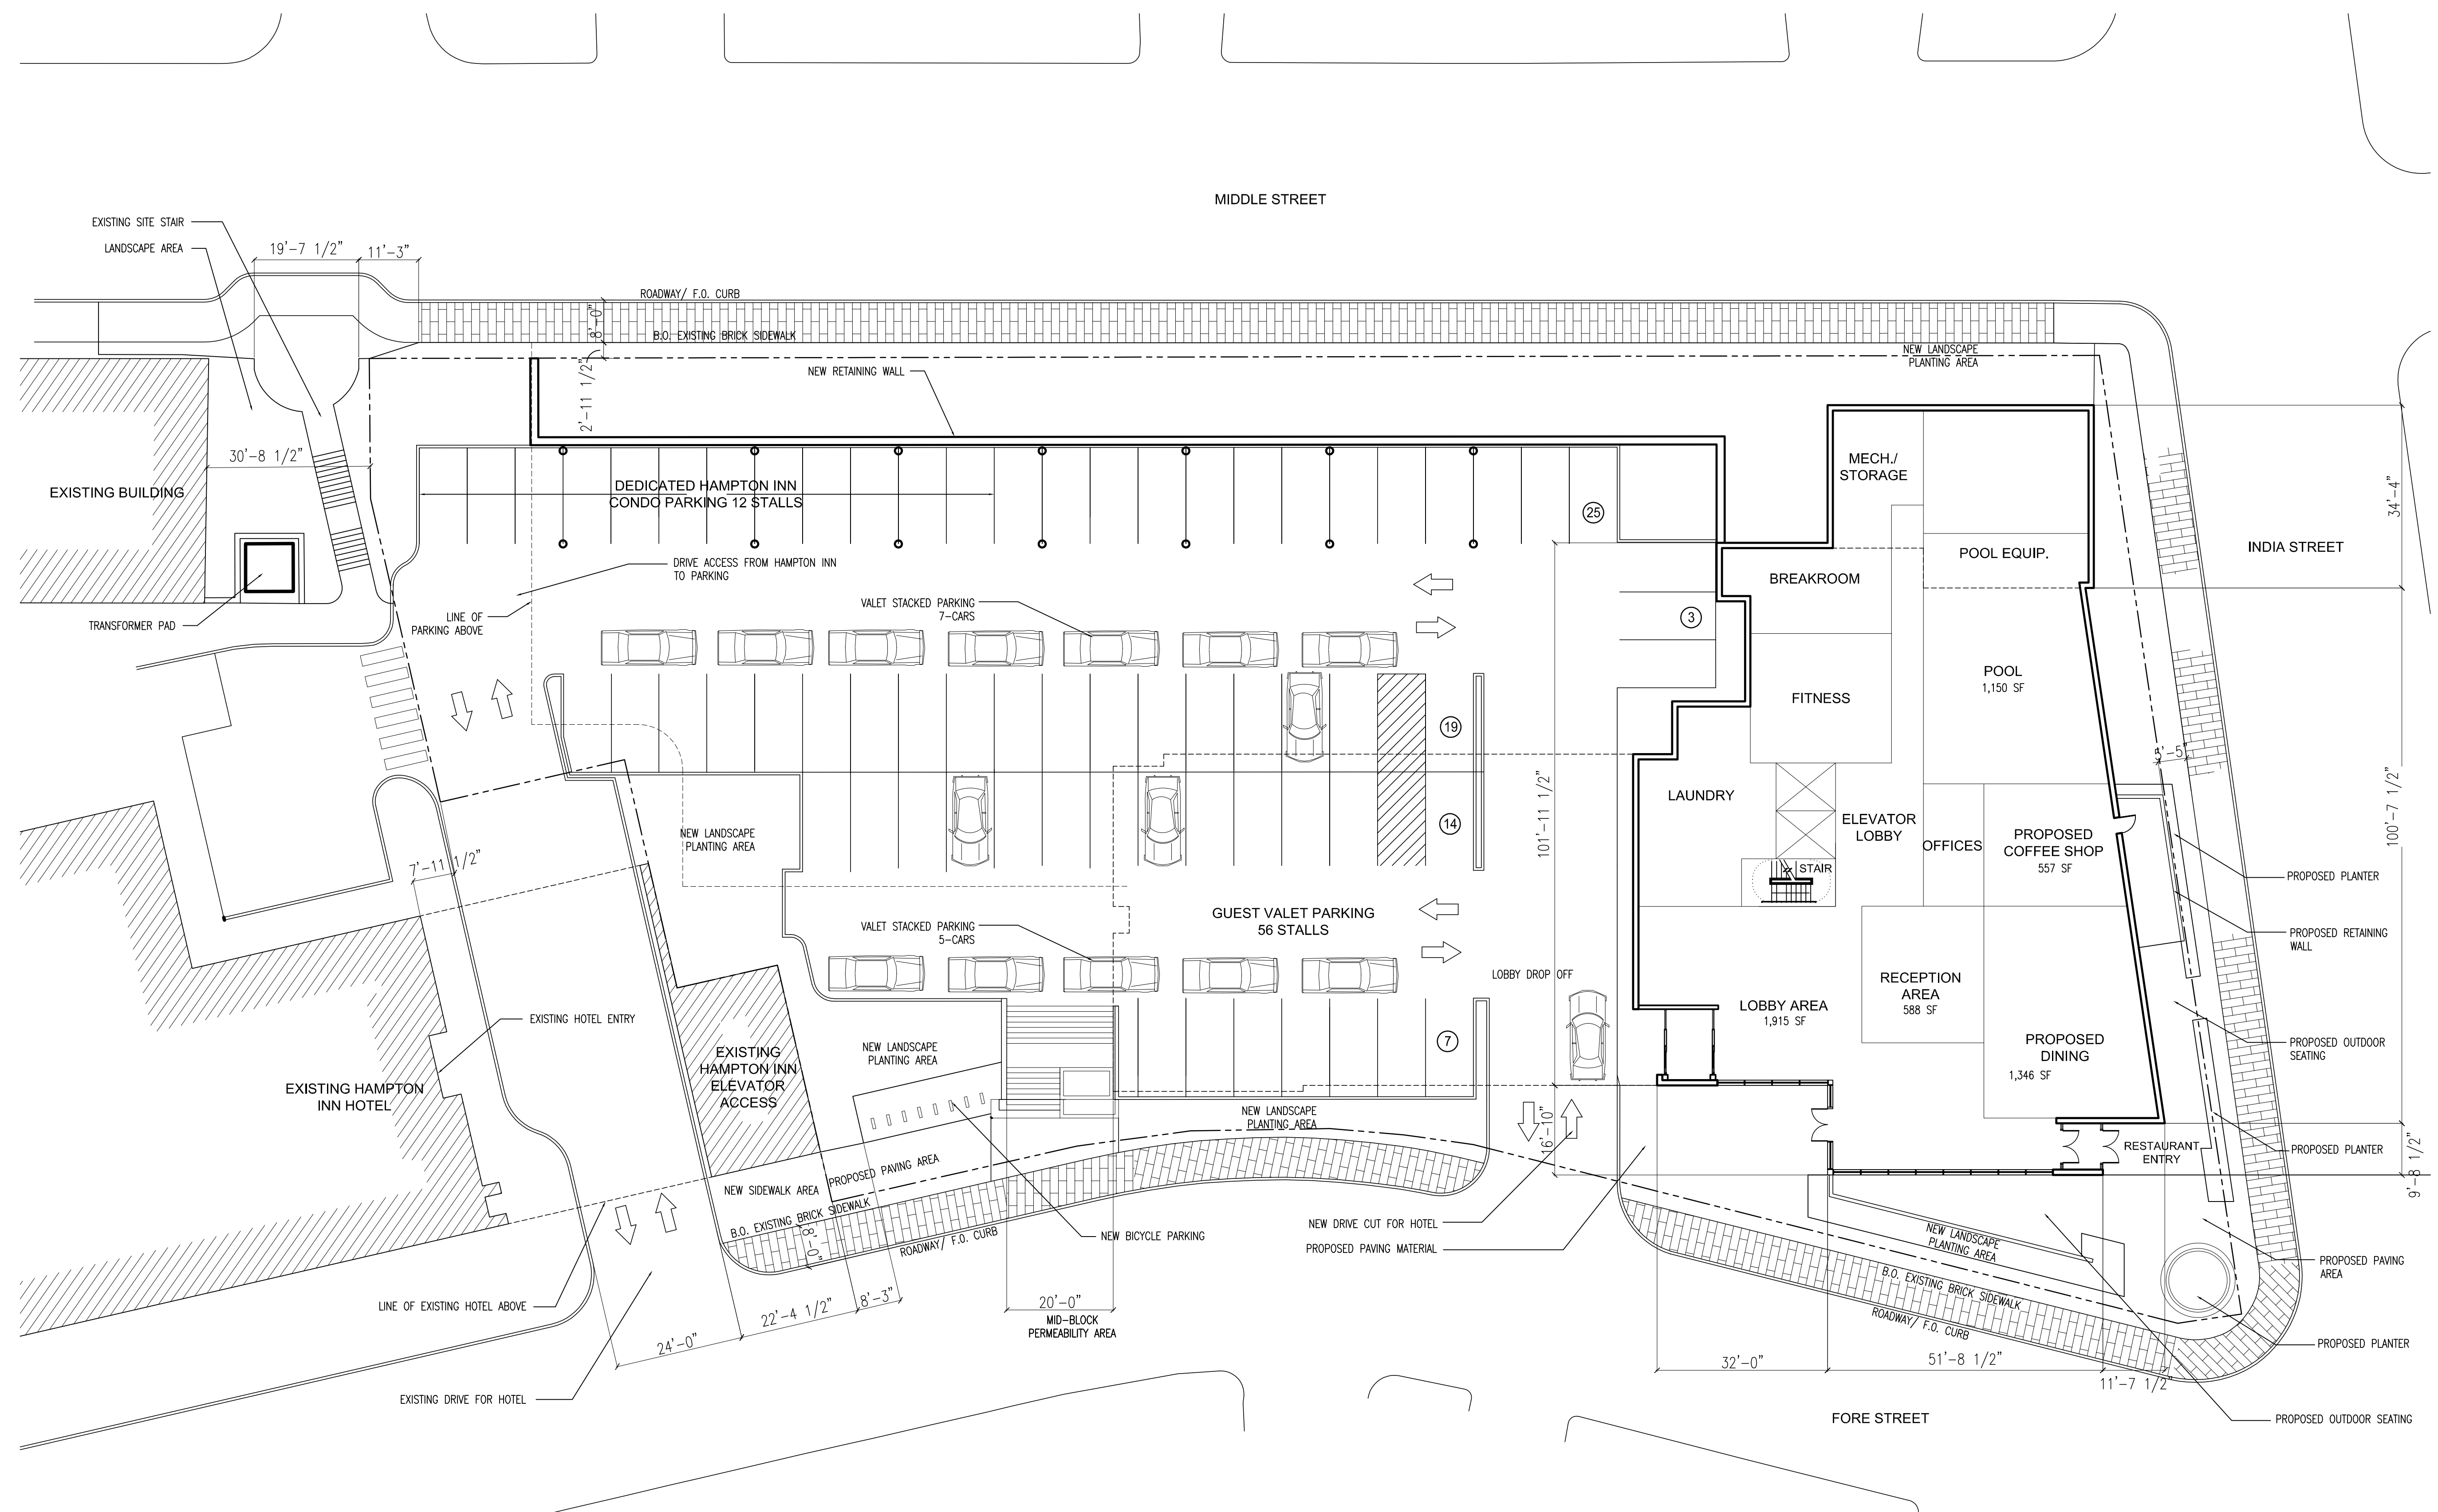 MIDDLE STREET
EXISTING SITE STAIR
LANDSCAPE AREA
19'-7 1/2"
11'-3"
ROADWAY/ F.O. CURB
8'-0"
B.O. EXISTING BRICK SIDEWALK
NEW LANDSCAPE
PLANTING AREA
NEW RETAINING WALL
2'-11 1/2"
30'-8 1/2"
EXISTING BUILDING
DEDICATED HAMPTON INN
CONDO PARKING 12 STALLS
25
MECH./
STORAGE
34'-4"
INDIA STREET
POOL EQUIP.
BREAKROOM
DRIVE ACCESS FROM HAMPTON INN
TO PARKING
VALET STACKED PARKING
7-CARS
LINE OF
PARKING ABOVE
TRANSFORMER PAD
3
POOL
1,150 SF
FITNESS
19
5'-5"
LAUNDRY
101'-11 1/2"
100'-7 1/2"
14
ELEVATOR
LOBBY
OFFICES
PROPOSED
COFFEE SHOP
557 SF
NEW LANDSCAPE
PLANTING AREA
7'-11 1/2"
STAIR
PROPOSED PLANTER
GUEST VALET PARKING
56 STALLS
VALET STACKED PARKING
5-CARS
PROPOSED RETAINING
WALL
LOBBY DROP OFF
RECEPTION
AREA
588 SF
LOBBY AREA
1,915 SF
EXISTING HOTEL ENTRY
7
PROPOSED
DINING
1,346 SF
PROPOSED OUTDOOR
SEATING
NEW LANDSCAPE
PLANTING AREA
EXISTING
HAMPTON INN
ELEVATOR
ACCESS
EXISTING HAMPTON
INN HOTEL
NEW LANDSCAPE
PLANTING AREA
16'-10"
RESTAURANT
ENTRY
PROPOSED PLANTER
9'-8 1/2"
PROPOSED PAVING AREA
NEW SIDEWALK AREA
B.O. EXISTING BRICK SIDEWALK
8'-0"
ROADWAY/ F.O. CURB
NEW BICYCLE PARKING
NEW DRIVE CUT FOR HOTEL
PROPOSED PAVING MATERIAL
NEW LANDSCAPE
PLANTING AREA
PROPOSED PAVING
AREA
B.O. EXISTING BRICK SIDEWALK
ROADWAY/ F.O. CURB
LINE OF EXISTING HOTEL ABOVE
24'-0"
22'-4 1/2"
8'-3"
20'-0"
MID-BLOCK
PERMEABILITY AREA
PROPOSED PLANTER
32'-0"
51'-8 1/2"
11'-7 1/2"
EXISTING DRIVE FOR HOTEL
FORE STREET
PROPOSED OUTDOOR SEATING